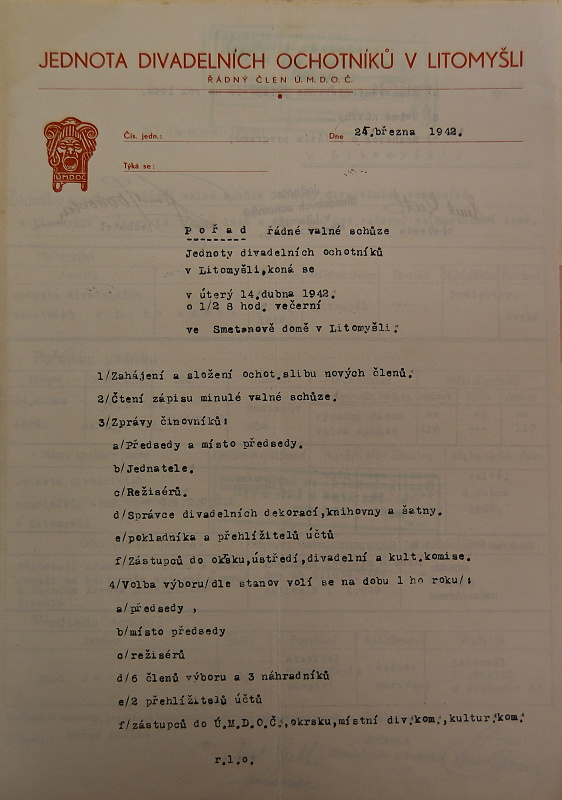 JEDNOTA DIVADELNÍCH OCHOTNÍKŮ V LITOMYŠLI
ŘÁDNÝ ČLEN Ú.M.D.O.Č.
ÚMDOČ
Čís. jedn.:
Dne 25.března 1942.
Týká se:
Pořad řádné valné schůze
Jednoty divadelních ochotníků
v Litomyšli,koná se
v úterý 14.dubna 1942.
o 1/2 8 hod. večerní
ve Smetanově domě v Litomyšli.
1/Zahájení a složení ochot.slibu nových členů.
2/Čtení zápisu minulé valné schůze.
3/Zprávy činovníků:
a/Předsedy a místo předsedy.
b/Jednatele.
c/Režisérů.
d/Správce divadelních dekorací,knihovny a šatny.
e/pokladníka a přehlížitelů účtů
f/Zástupců do oksku,ústředí,divadelní a kult.komise.
4/Volba výboru/dle stanov volí se na dobu 1 ho roku/:
a/předsedy ,
b/místo předsedy
c/režisérů
d/6 členů výboru a 3 náhradníků
e/2 přehlížitelů účtů
f/zástupců do Ú.M.D.O.Č.,okrsku,místní div.kom.,kultur.kom.
r.l.o.